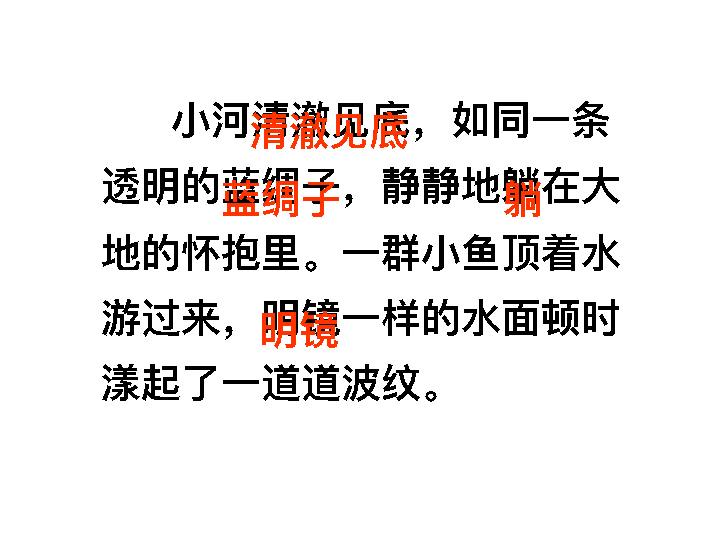 小河清澈见底，如同一条
透明的蓝绸子，静静地躺在大
地的怀抱里。一群小鱼顶着水
游过来，明镜一样的水面顿时
漾起了一道道波纹。
清澈见底
蓝绸子
躺
明镜